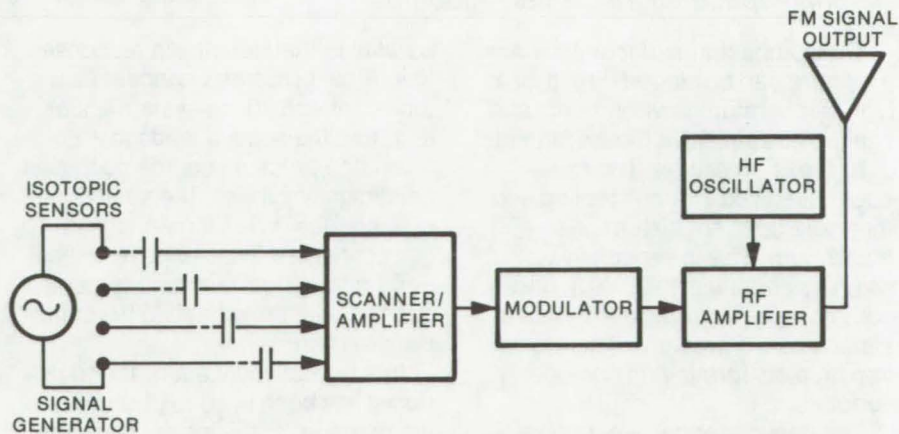 FM SIGNAL
OUTPUT
HF
OSCILLATOR
ISOTOPIC
SENSORS
SCANNER/
AMPLIFIER
MODULATOR
RF
AMPLIFIER
SIGNAL
GENERATOR